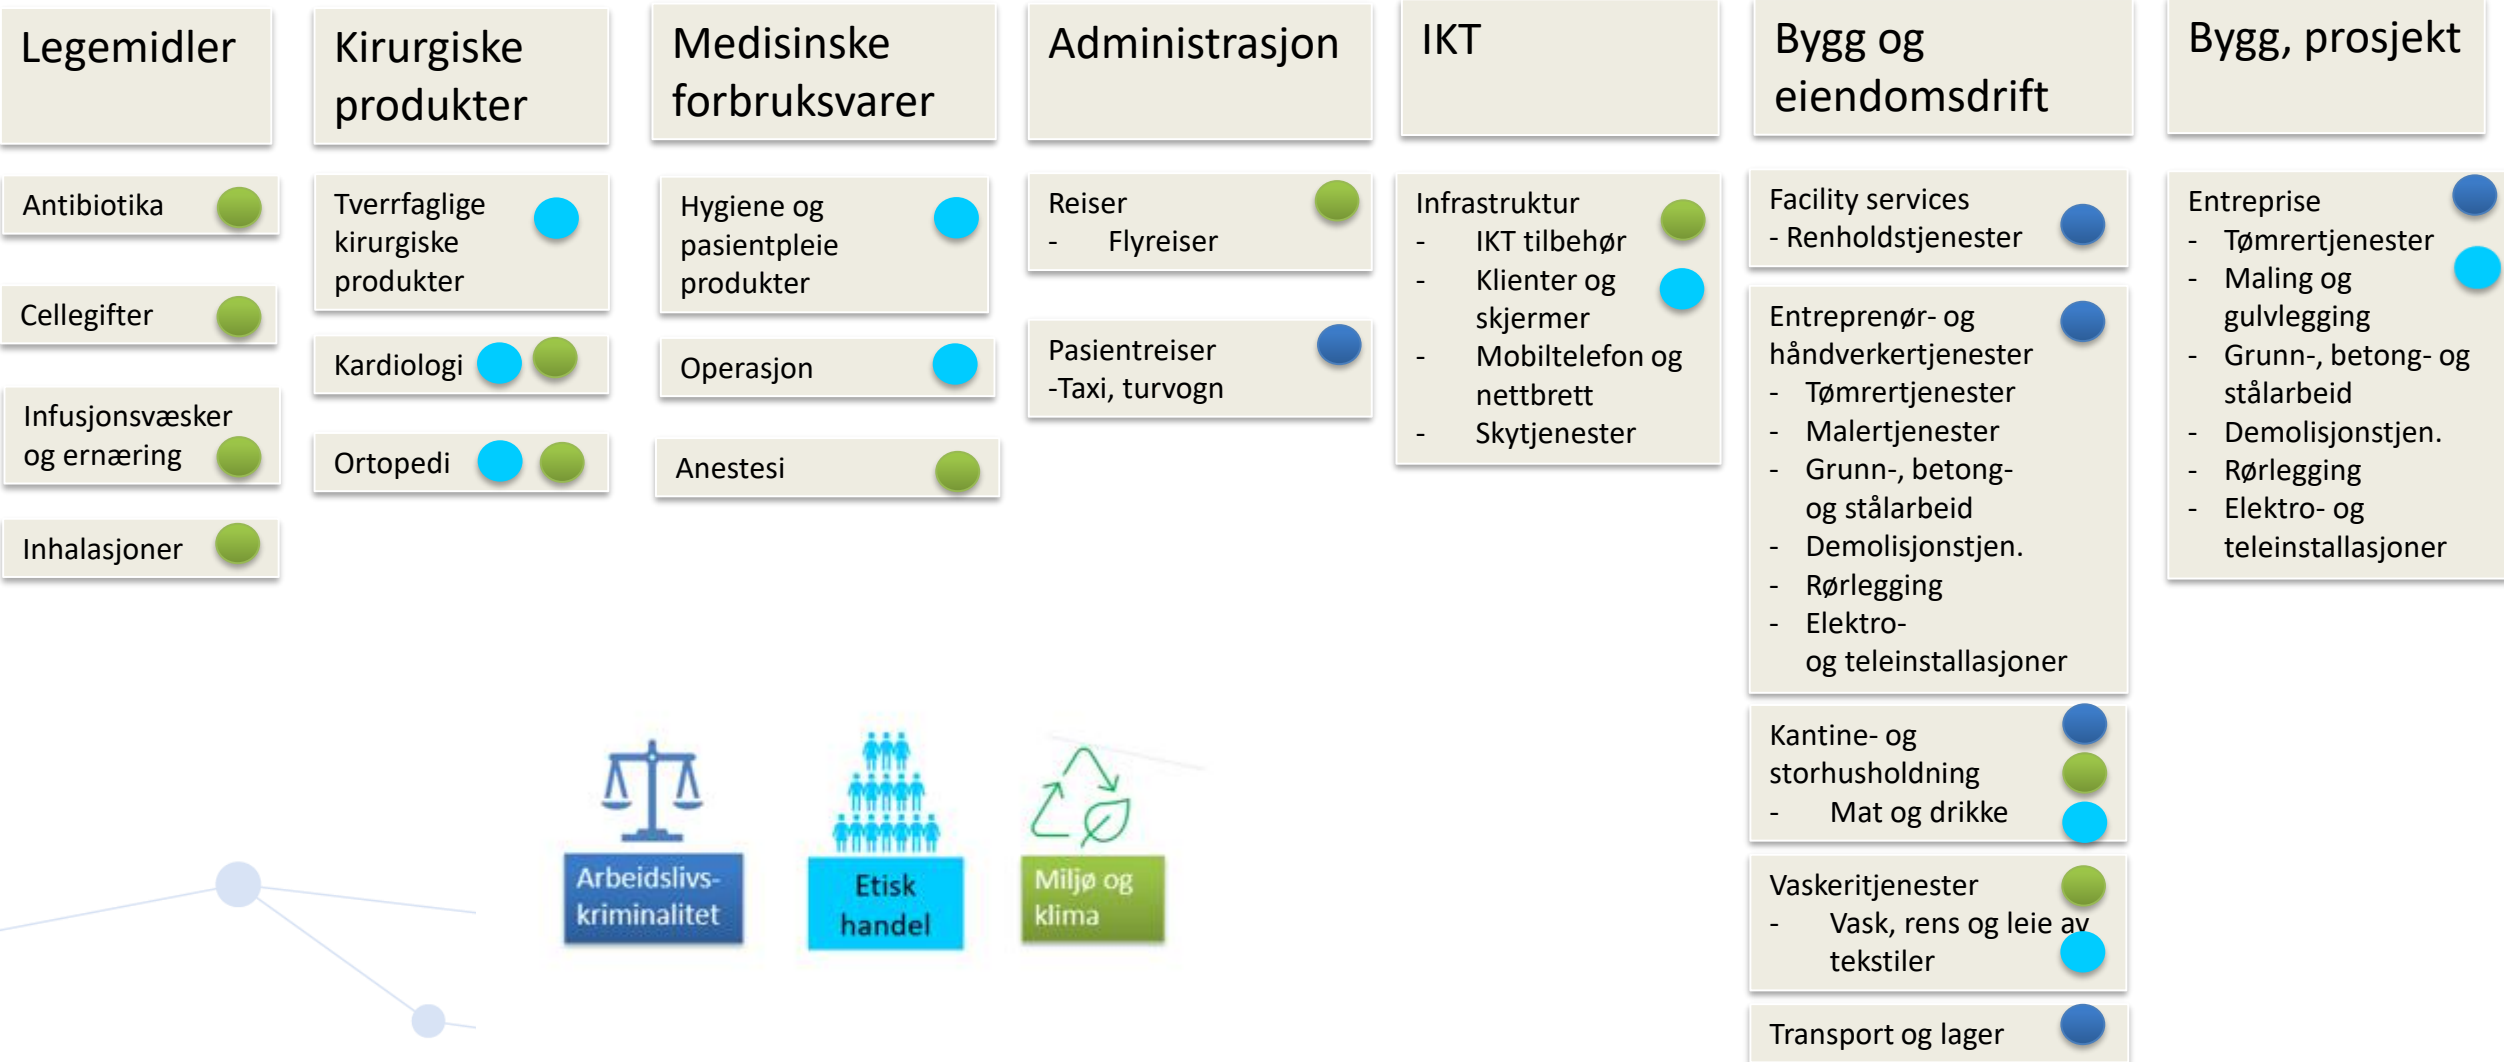 Legemidler
Antibiotika
Cellegifter
Infusjonsvæsker
og ernæring
Inhalasjoner
Kirurgiske
produkter
Tverrfaglige
kirurgiske
produkter
Kardiologi
Ortopedi
Medisinske
forbruksvarer
Hygiene og
pasientpleie
produkter
Operasjon
Anestesi
Administrasjon
Reiser
- Flyreiser
Pasientreiser
-Taxi, turvogn
IKT
Infrastruktur
- IKT tilbehør
- Klienter og
skjermer
- Mobiltelefon og
nettbrett
- Skytjenester
Bygg og
eiendomsdrift
Facility services
- Renholdstjenester
Entreprenør- og
håndverkertjenester
- Tømrertjenester
- Malertjenester
- Grunn-, betong-
og stålarbeid
- Demolisjonstjen.
- Rørlegging
- Elektro-
og teleinstallasjoner
Kantine- og
storhusholdning
- Mat og drikke
Vaskeritjenester
- Vask, rens og leie av
tekstiler
Transport og lager
Bygg, prosjekt
Entreprise
- Tømrertjenester
- Maling og
gulvlegging
- Grunn-, betong- og
stålarbeid
- Demolisjonstjen.
- Rørlegging
- Elektro- og
teleinstallasjoner
Arbeidslivs-
kriminalitet
Etisk
handel
Miljø og
klima